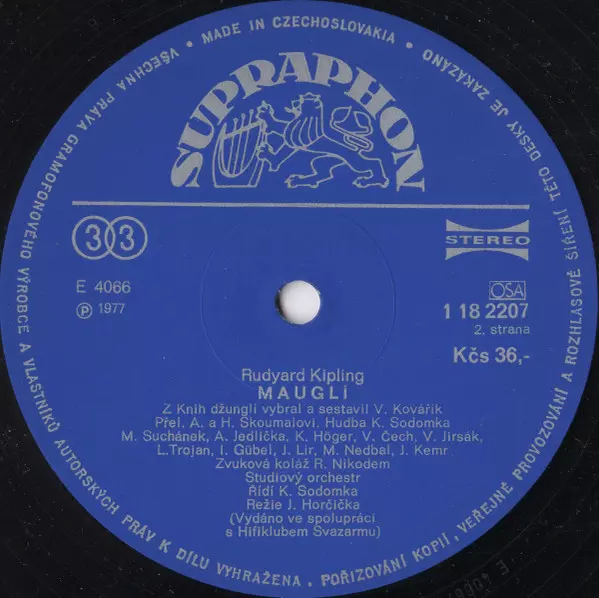 VŠECHNA PRÁVA GRAMOFONOVÉHO VÝROBCE A VLASTNÍKŮ AUTORSKÝCH PRÁV K DÍLU VYHRAŽENA. POŘIZOVÁNÍ KOPIÍ, VEŘEJNÉ PROVOZOVÁNÍ A ROZHLASOVÉ ŠÍŘENÍ TÉTO DESKY JE ZAKÁZÁNO • MADE IN CZECHOSLOVAKIA •
SUPRAPHON
33
STEREO
E 4066
Ⓟ 1977
OSA
1 18 2207
2. strana
Kčs 36,-
Rudyard Kipling
MAUGLÍ
Z Knih džunglí vybral a sestavil V. Kovářík
Přel. A. a H. Skoumalovi. Hudba K. Sodomka
M. Suchánek, A. Jedlička, K. Höger, V. Čech, V. Jirsák,
L.Trojan, I. Gübel, J. Lír, M. Nedbal, J. Kemr
Zvuková koláž R. Nikodem
Studiový orchestr
Řídí K. Sodomka
Režie J. Horčička
(Vydáno ve spolupráci
s Hifiklubem Svazarmu)